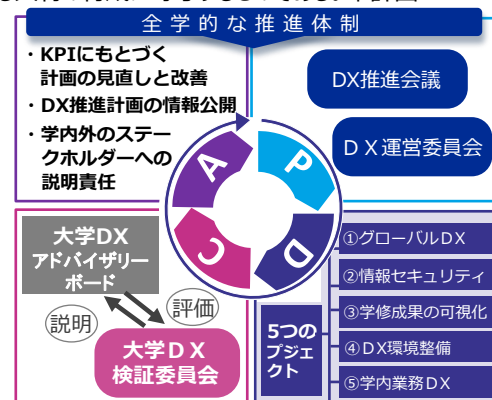 全学的な推進体制
・KPIにもとづく
計画の見直しと改善
・DX推進計画の情報公開
・学内外のステー
クホルダーへの
説明責任
DX推進会議
ＤＸ運営委員会
A
P
C
D
大学DX
アドバイザリー
ボード
説明
評価
大学ＤＸ
検証委員会
5つの
プジェ
クト
①グローバルDX
②情報セキュリティ
③学修成果の可視化
④DX環境整備
⑤学内業務DX